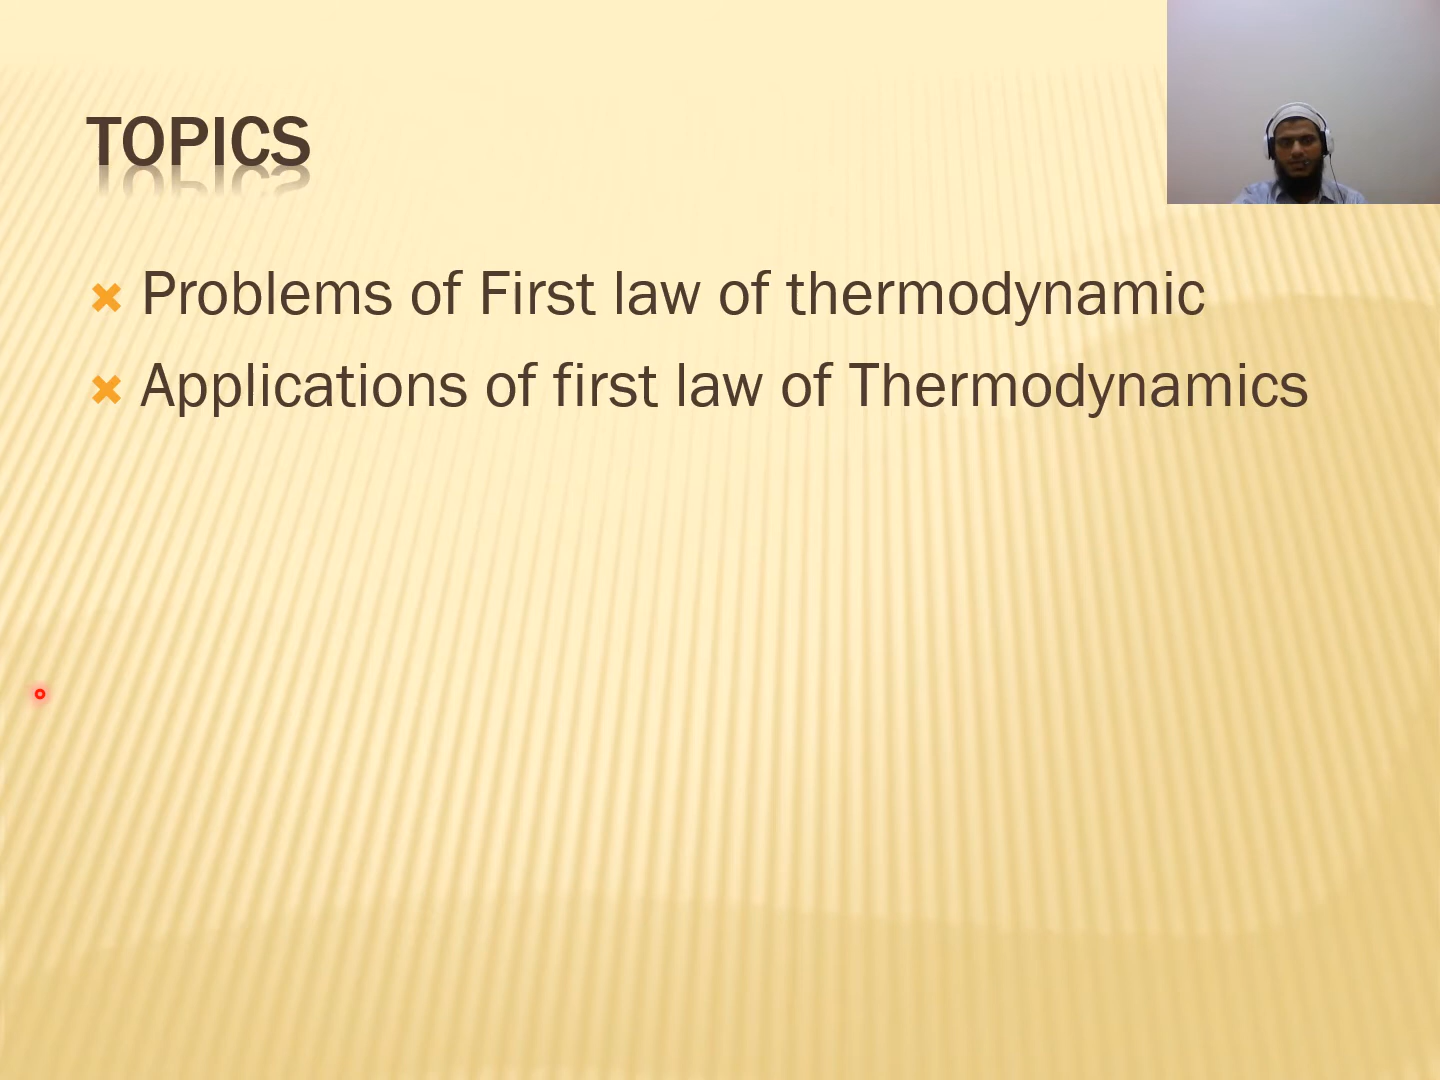 TOPICS
Problems of First law of thermodynamic
Applications of first law of Thermodynamics